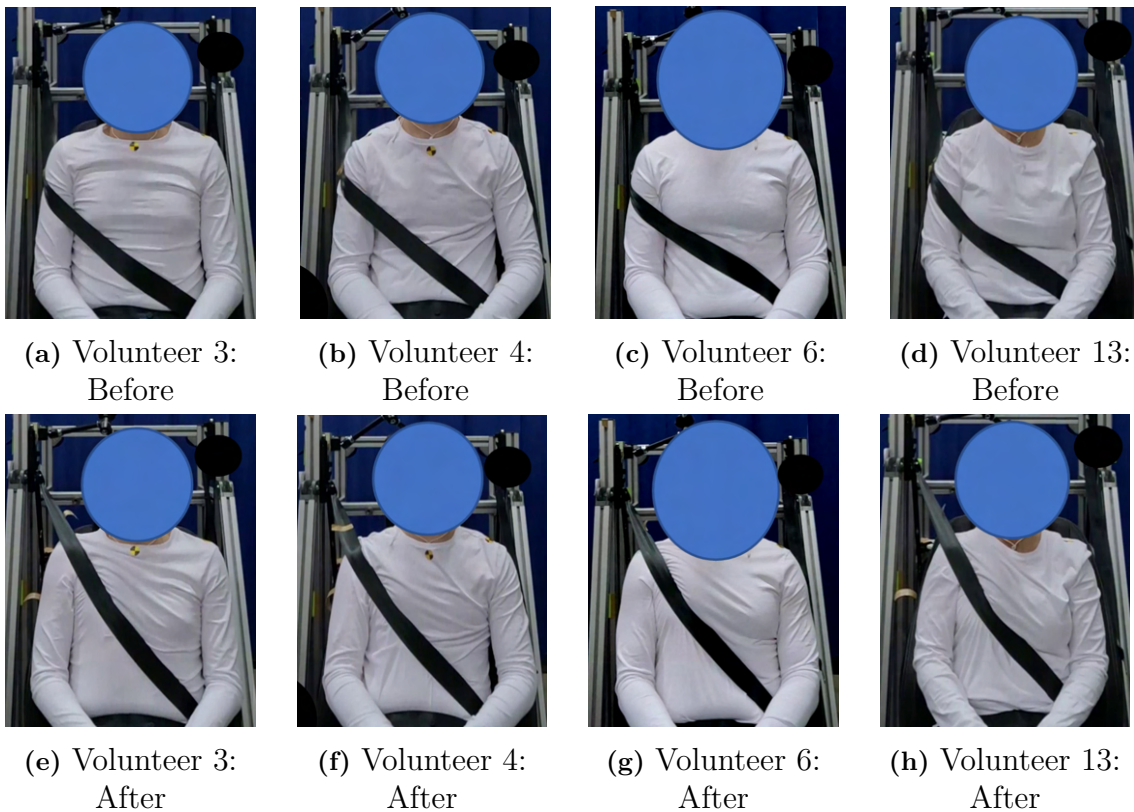 (a) Volunteer 3:
Before
(b) Volunteer 4:
Before
(c) Volunteer 6:
Before
(d) Volunteer 13:
Before
(e) Volunteer 3:
After
(f) Volunteer 4:
After
(g) Volunteer 6:
After
(h) Volunteer 13:
After